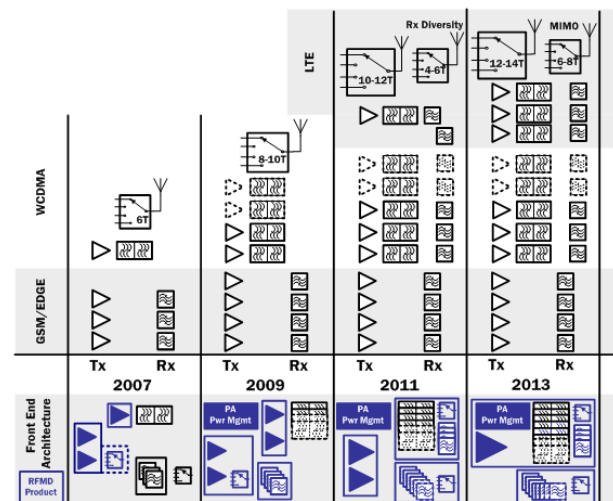 LTE
Rx Diversity
10-12T
4-6T
MIMO
12-14T
6-8T
WCDMA
6T
8-10T
GSM/EDGE
Tx Rx
Tx Rx
Tx Rx
Tx Rx
2007
2009
2011
2013
Front End
Architecture
RFMD
Product
PA
Pwr Mgmt
PA
Pwr Mgmt
PA
Pwr Mgmt